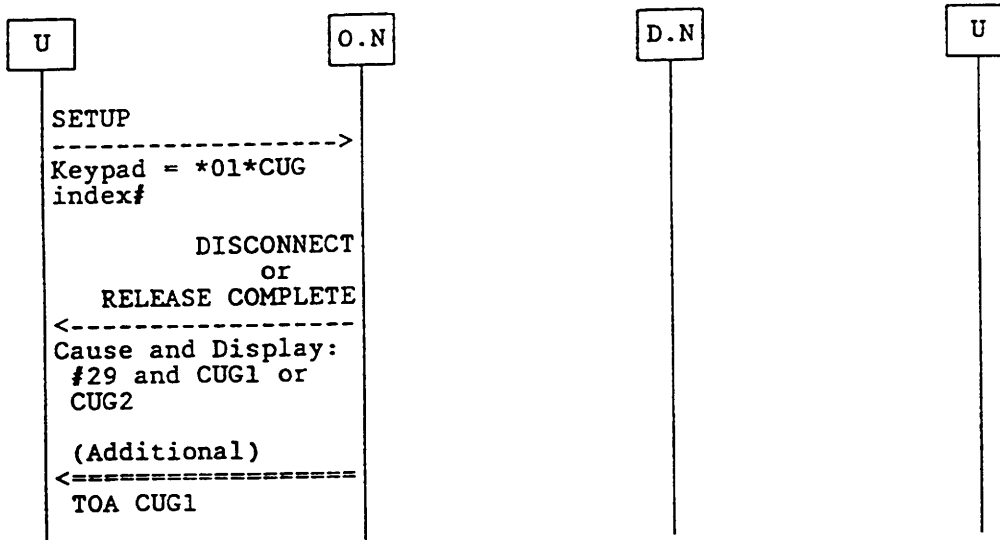 U
O.N
D.N
U
SETUP
Keypad = *01*CUG
index#
DISCONNECT
or
RELEASE COMPLETE
Cause and Display:
#29 and CUG1 or
CUG2
(Additional)
TOA CUG1